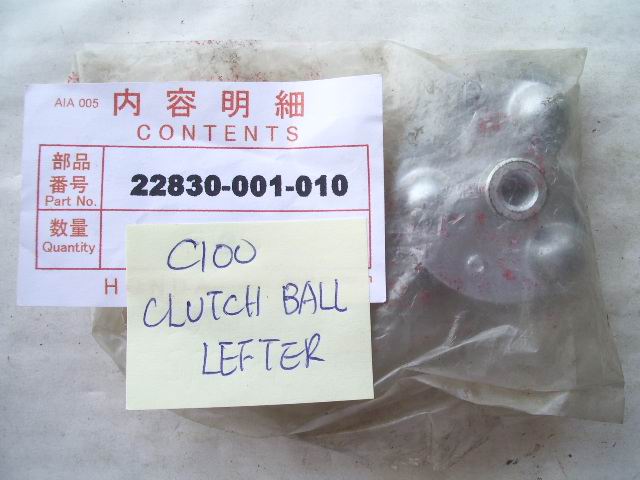 AIA 005 内容明細
CONTENTS
部品
番号
Part No.
22830-001-010
数量
Quantity
C100
CLUTCH BALL
LEFTER